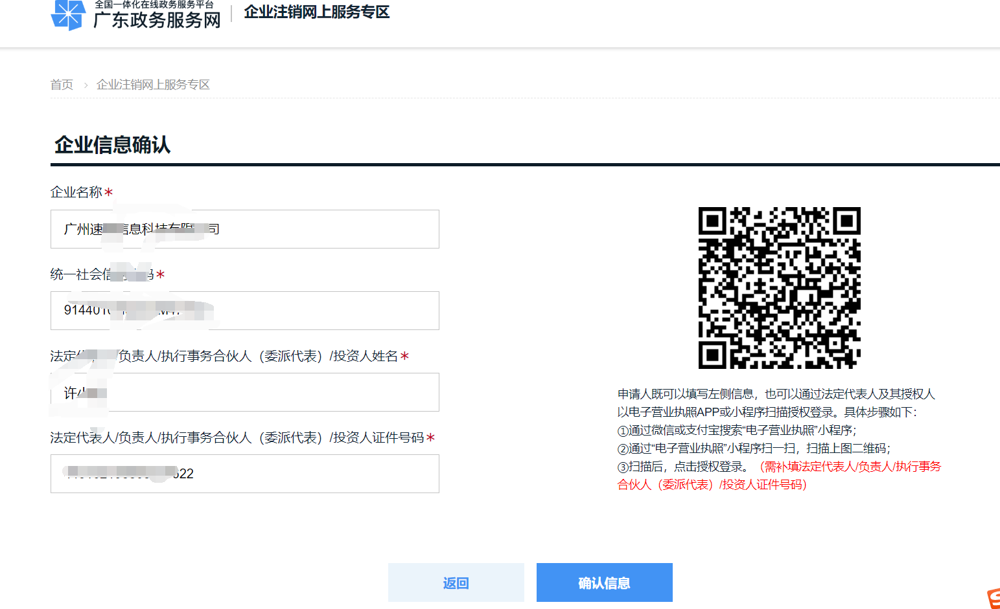 全国一体化在线政务服务平台
广东政务服务网
企业注销网上服务专区
首页 > 企业注销网上服务专区
企业信息确认
企业名称*
广州速 信息科技有限 司
统一社会信 码*
914401
法定 /负责人/执行事务合伙人（委派代表）/投资人姓名*
许小
法定代表人/负责人/执行事务合伙人（委派代表）/投资人证件号码*
22
申请人既可以填写左侧信息，也可以通过法定代表人及其授权人
以电子营业执照APP或小程序扫描授权登录。具体步骤如下：
①通过微信或支付宝搜索“电子营业执照”小程序；
②通过“电子营业执照”小程序扫一扫，扫描上图二维码；
③扫描后，点击授权登录。（需补填法定代表人/负责人/执行事务
合伙人（委派代表）/投资人证件号码）
返回
确认信息